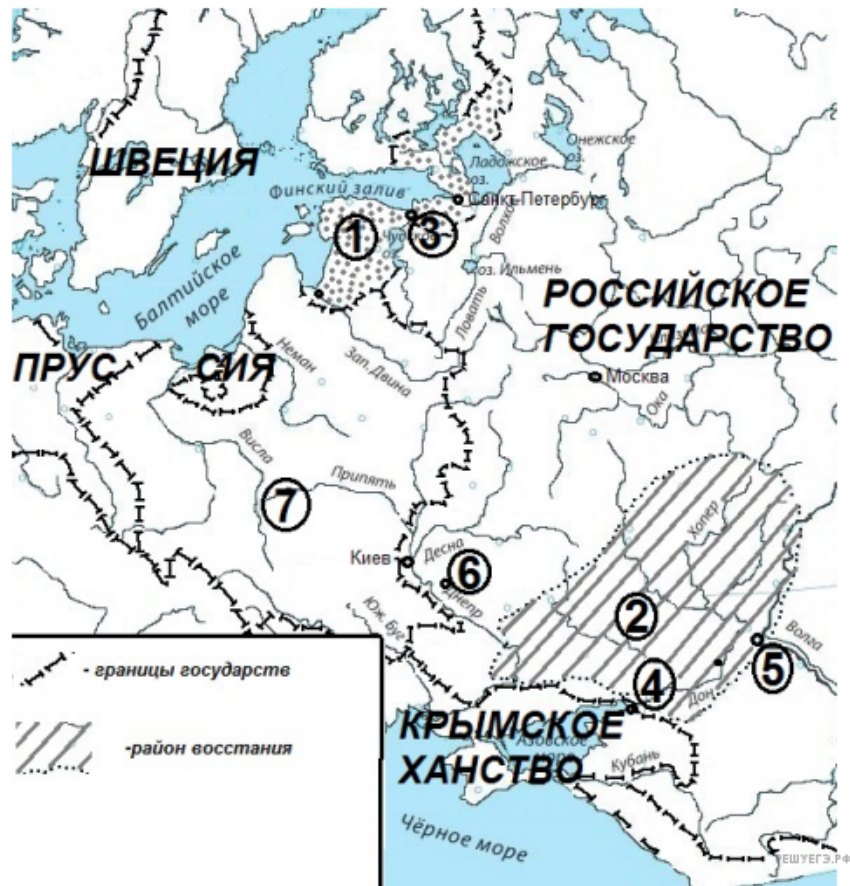 ШВЕЦИЯ
Финский залив
Ладожское
оз.
Онежское
оз.
Санкт-Петербург
1
3
Волхов
оз. Ильмень
Балтийское
море
Ловать
РОССИЙСКОЕ
ГОСУДАРСТВО
ПРУС
СИЯ
Неман
Зап. Двина
Москва
Ока
Висла
Припять
7
Хопер
Киев
Десна
6
Днепр
2
Юж. Буг
Волга
5
4
Дон
- границы государств
-район восстания
КРЫМСКОЕ
ХАНСТВО
Азовское
море
Кубань
Чёрное море
РЕШУЕГЭ.РФ